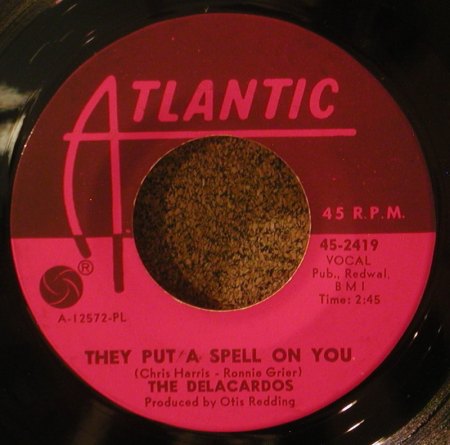 ATLANTIC
45 R.P.M.
45-2419
VOCAL
Pub., Redwal,
BMI
Time: 2:45
®
A-12572-PL
THEY PUT A SPELL ON YOU
(Chris Harris - Ronnie Grier)
THE DELACARDOS
Produced by Otis Redding